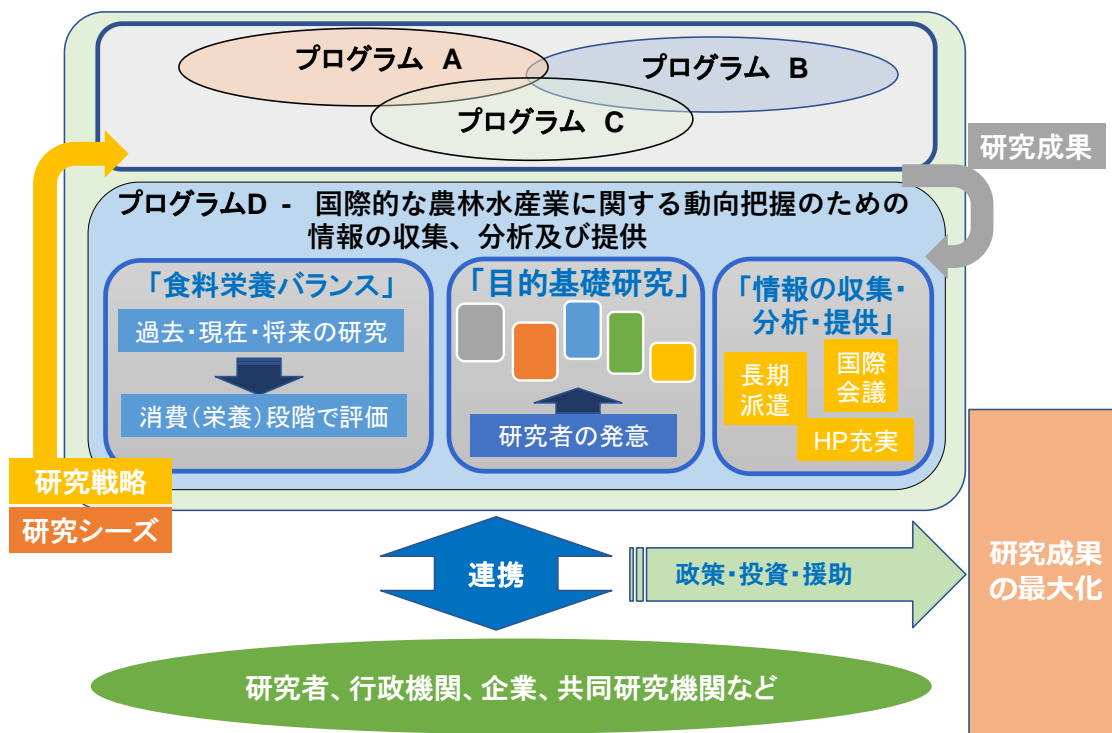 プログラム A
プログラム B
プログラム C
研究成果
プログラムD - 国際的な農林水産業に関する動向把握のための
情報の収集、分析及び提供
「食料栄養バランス」
過去・現在・将来の研究
消費(栄養)段階で評価
「目的基礎研究」
研究者の発意
「情報の収集・
分析・提供」
長期
派遣
国際
会議
HP充実
研究戦略
研究シーズ
連携
政策・投資・援助
研究成果
の最大化
研究者、行政機関、企業、共同研究機関など